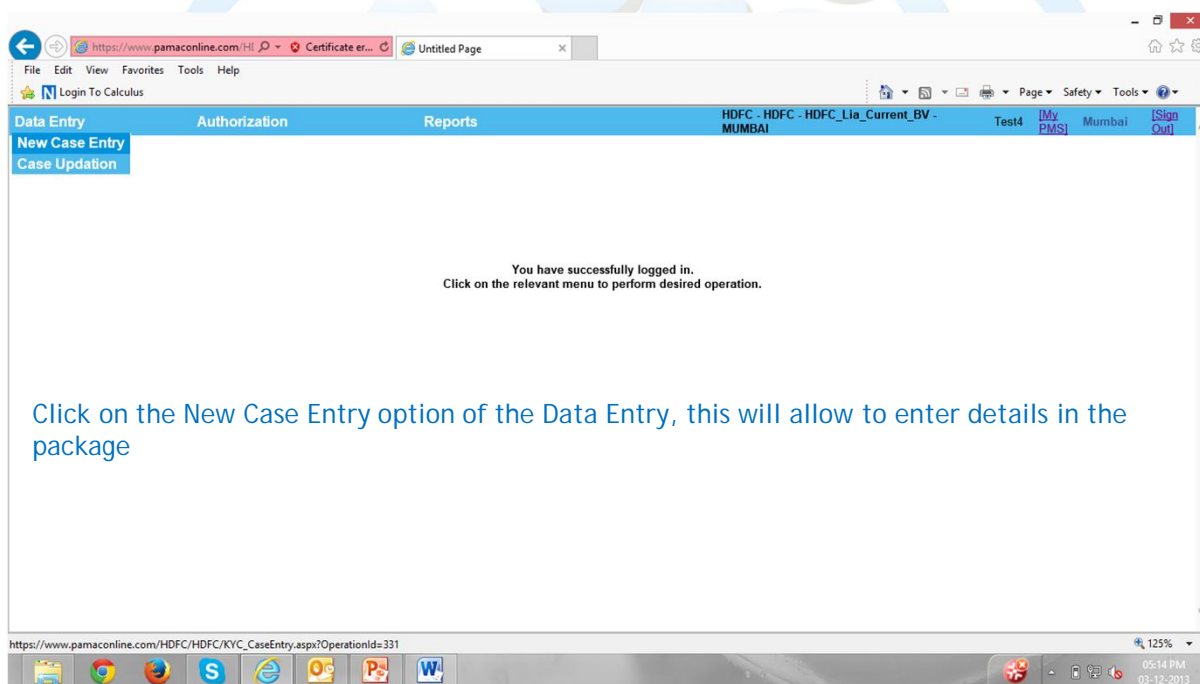 https://www.pamaconline.com/HD Certificate er... Untitled Page
File Edit View Favorites Tools Help
Login To Calculus Page Safety Tools
Data Entry Authorization Reports HDFC - HDFC - HDFC_Lia_Current_BV - MUMBAI Test4 [My PMS] Mumbai [Sign Out]
New Case Entry
Case Updation
You have successfully logged in.
Click on the relevant menu to perform desired operation.
Click on the New Case Entry option of the Data Entry, this will allow to enter details in the
package
https://www.pamaconline.com/HDFC/HDFC/KYC_CaseEntry.aspx?OperationId=331 125%
05:14 PM
03-12-2013